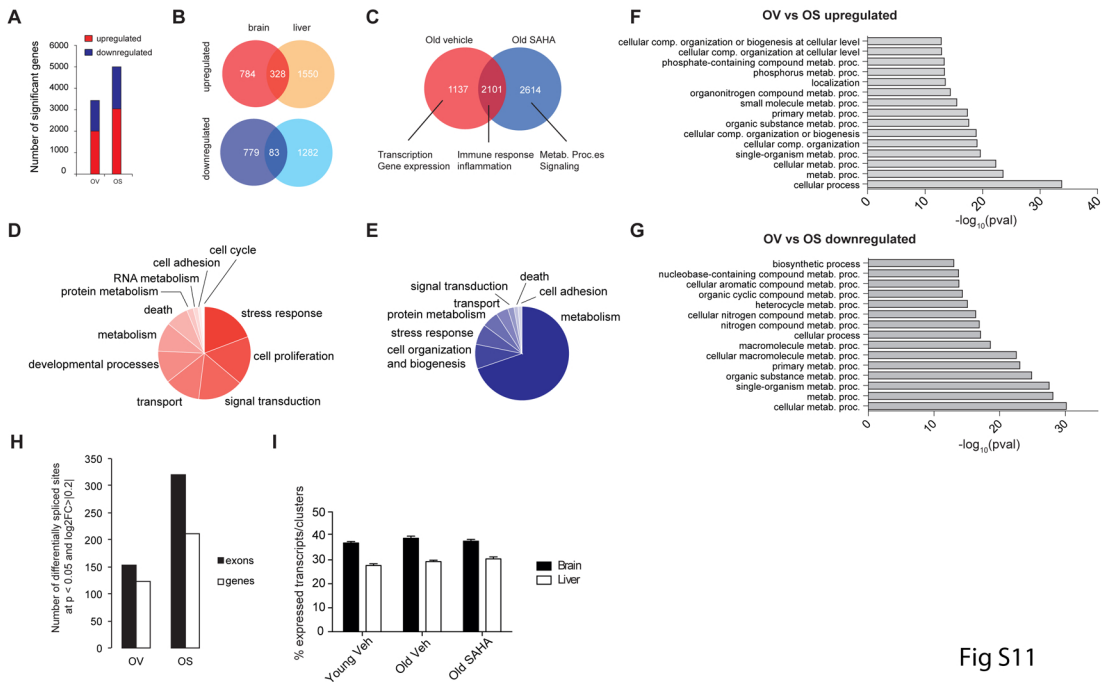 A
upregulated
downregulated
Number of significant genes
6000
5000
4000
3000
2000
1000
0
OV
OS
B
brain
liver
upregulated
784
328
1550
downregulated
779
83
1282
C
Old vehicle
Old SAHA
1137
2101
2614
Transcription
Gene expression
Immune response
inflammation
Metab. Proc.es
Signaling
D
cell cycle
cell adhesion
RNA metabolism
protein metabolism
death
metabolism
developmental processes
transport
stress response
cell proliferation
signal transduction
E
death
signal transduction
cell adhesion
transport
protein metabolism
metabolism
stress response
cell organization
and biogenesis
F
OV vs OS upregulated
cellular comp. organization or biogenesis at cellular level
cellular comp. organization at cellular level
phosphate-containing compound metab. proc.
phosphorus metab. proc.
localization
organonitrogen compound metab. proc.
small molecule metab. proc.
primary metab. proc.
organic substance metab. proc.
cellular comp. organization or biogenesis
cellular comp. organization
single-organism metab. proc.
cellular metab. proc.
metab. proc.
cellular process
0
10
20
30
40
-log10(pval)
G
OV vs OS downregulated
biosynthetic process
nucleobase-containing compound metab. proc.
cellular aromatic compound metab. proc.
organic cyclic compound metab. proc.
heterocycle metab. proc.
cellular nitrogen compound metab. proc.
nitrogen compound metab. proc.
cellular process
macromolecule metab. proc.
cellular macromolecule metab. proc.
primary metab. proc.
organic substance metab. proc.
single-organism metab. proc.
metab. proc.
cellular metab. proc.
0
10
20
30
-log10(pval)
H
Number of differentially spliced sites
at p < 0.05 and log2FC>|0.2|
350
300
250
200
150
100
50
0
OV
OS
exons
genes
I
% expressed transcripts/clusters
50
40
30
20
10
0
Young Veh
Old Veh
Old SAHA
Brain
Liver
Fig S11